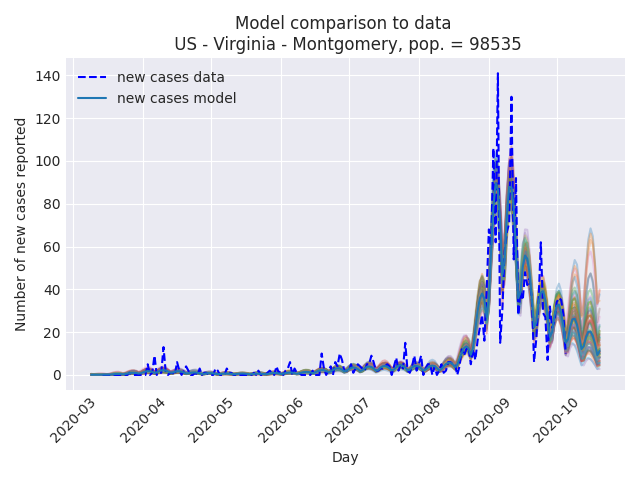 Model comparison to data
US - Virginia - Montgomery, pop. = 98535
new cases data
new cases model
Number of new cases reported
140
120
100
80
60
40
20
0
2020-03
2020-04
2020-05
2020-06
2020-07
2020-08
2020-09
2020-10
Day